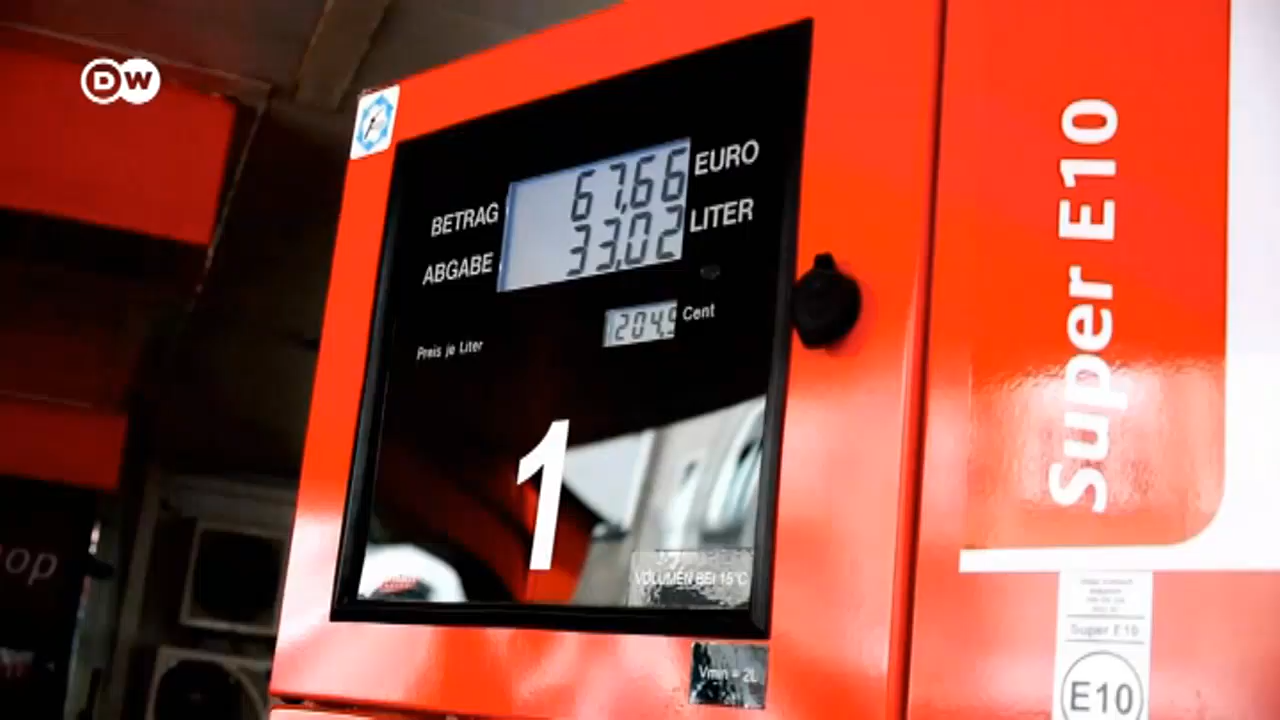 DW
BETRAG 67,66 EURO
ABGABE 33,02 LITER
Preis je Liter 204,9 Cent
1
VOLUMEN BEI 15°C
Vmin = 2L
Super E10
Super E10
E10
op